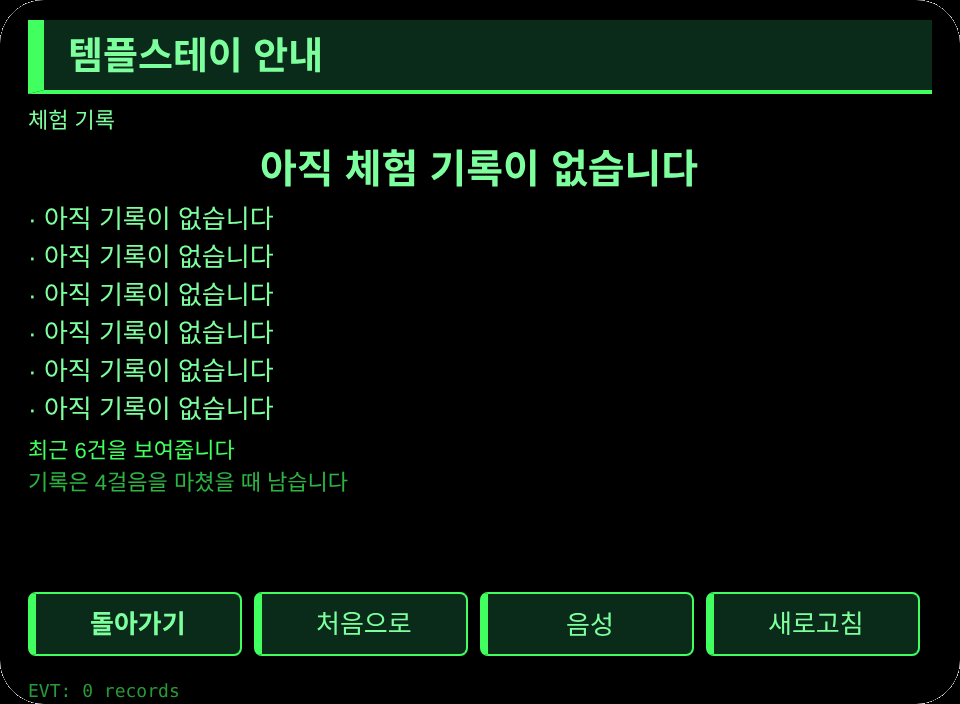 템플스테이 안내
체험 기록
아직 체험 기록이 없습니다
· 아직 기록이 없습니다
· 아직 기록이 없습니다
· 아직 기록이 없습니다
· 아직 기록이 없습니다
· 아직 기록이 없습니다
· 아직 기록이 없습니다
최근 6건을 보여줍니다
기록은 4걸음을 마쳤을 때 남습니다
돌아가기
처음으로
음성
새로고침
EVT: 0 records